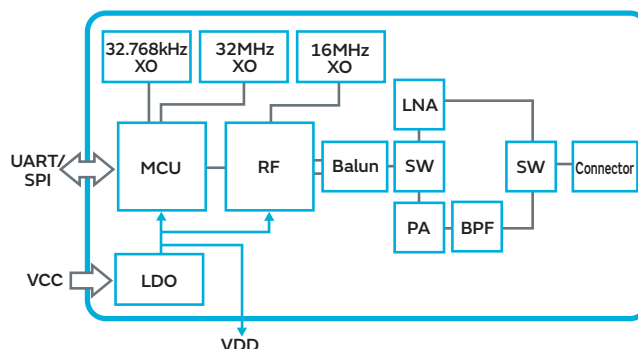 32.768kHz
XO
32MHz
XO
16MHz
XO
LNA
UART/
SPI
MCU
RF
Balun
SW
SW
Connector
PA
BPF
VCC
LDO
VDD